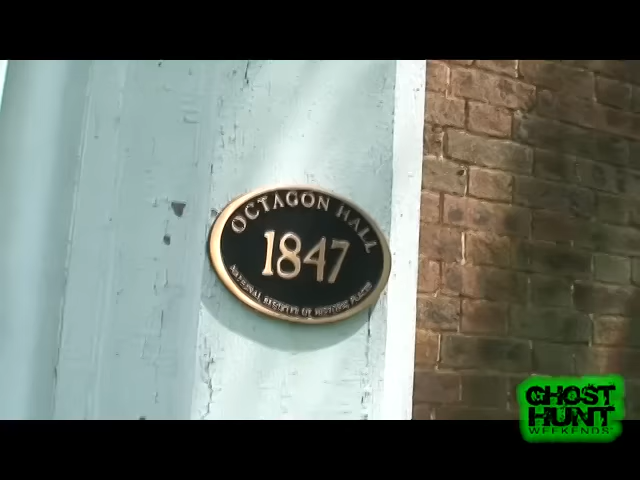 OCTAGON HALL
1847
NATIONAL REGISTER OF HISTORIC PLACES
GHOST
HUNT
WEEKENDS